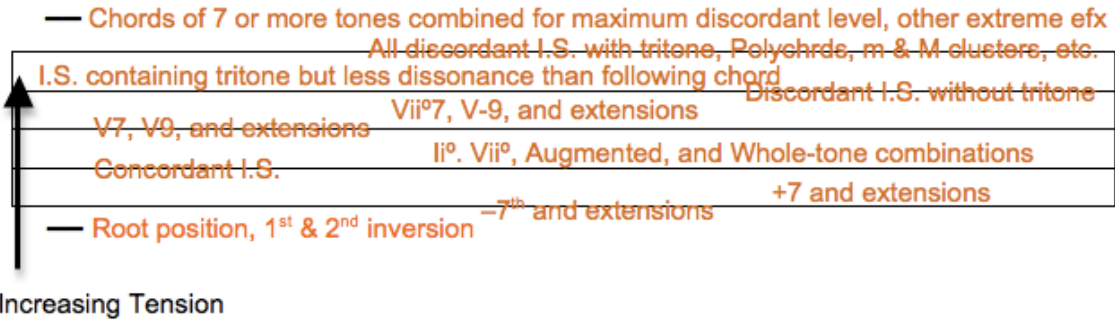 — Chords of 7 or more tones combined for maximum discordant level, other extreme efx
All discordant I.S. with tritone, Polychrds, m & M clusters, etc.
I.S. containing tritone but less dissonance than following chord
Discordant I.S. without tritone
Viiº7, V-9, and extensions
V7, V9, and extensions
Iiº. Viiº, Augmented, and Whole-tone combinations
Concordant I.S.
+7 and extensions
–7th and extensions
— Root position, 1st & 2nd inversion
Increasing Tension